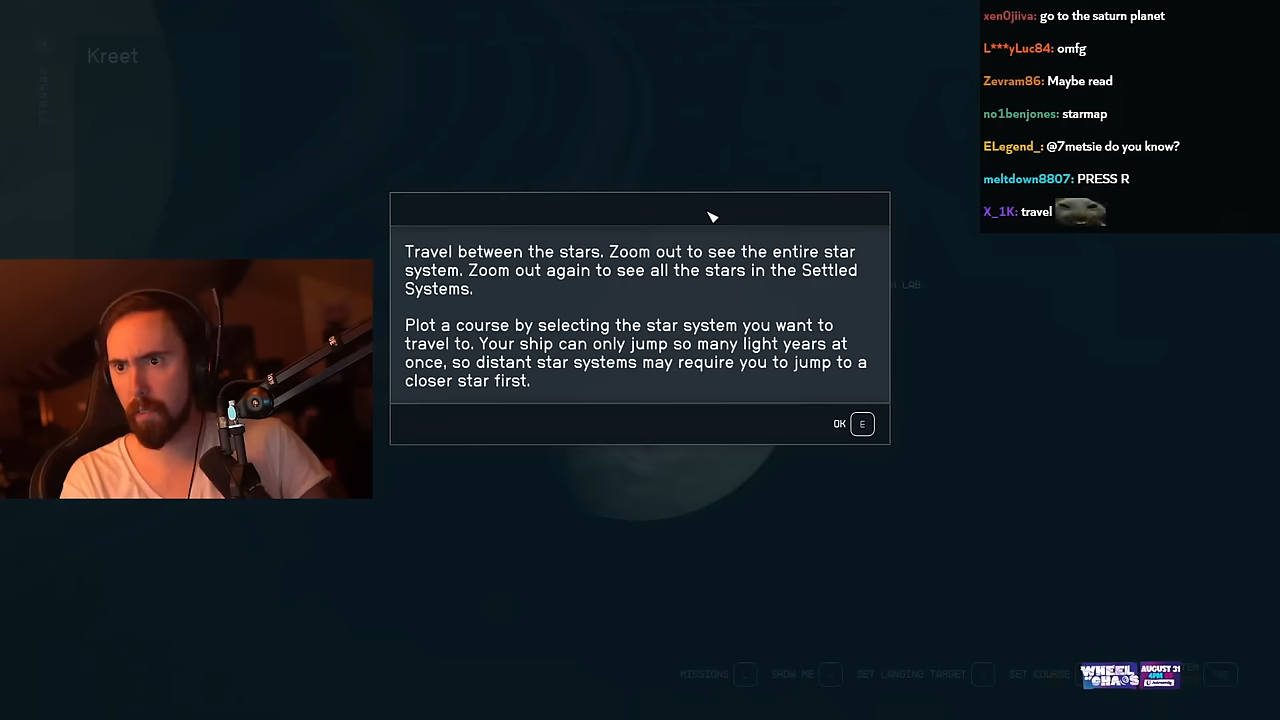 xen0jiiva: go to the saturn planet
Kreet
L***yLuc84: omfg
Zevram86: Maybe read
no1benjones: starmap
ELegend_: @7metsie do you know?
meltdown8807: PRESS R
X_1K: travel
Travel between the stars. Zoom out to see the entire star
system. Zoom out again to see all the stars in the Settled
Systems.
LAB
Plot a course by selecting the star system you want to
travel to. Your ship can only jump so many light years at
once, so distant star systems may require you to jump to a
closer star first.
OK E
MISSIONS L SHOW ME SET LANDING TARGET SET COURSE
WHEEL OF CHAOS AUGUST 31 4PM